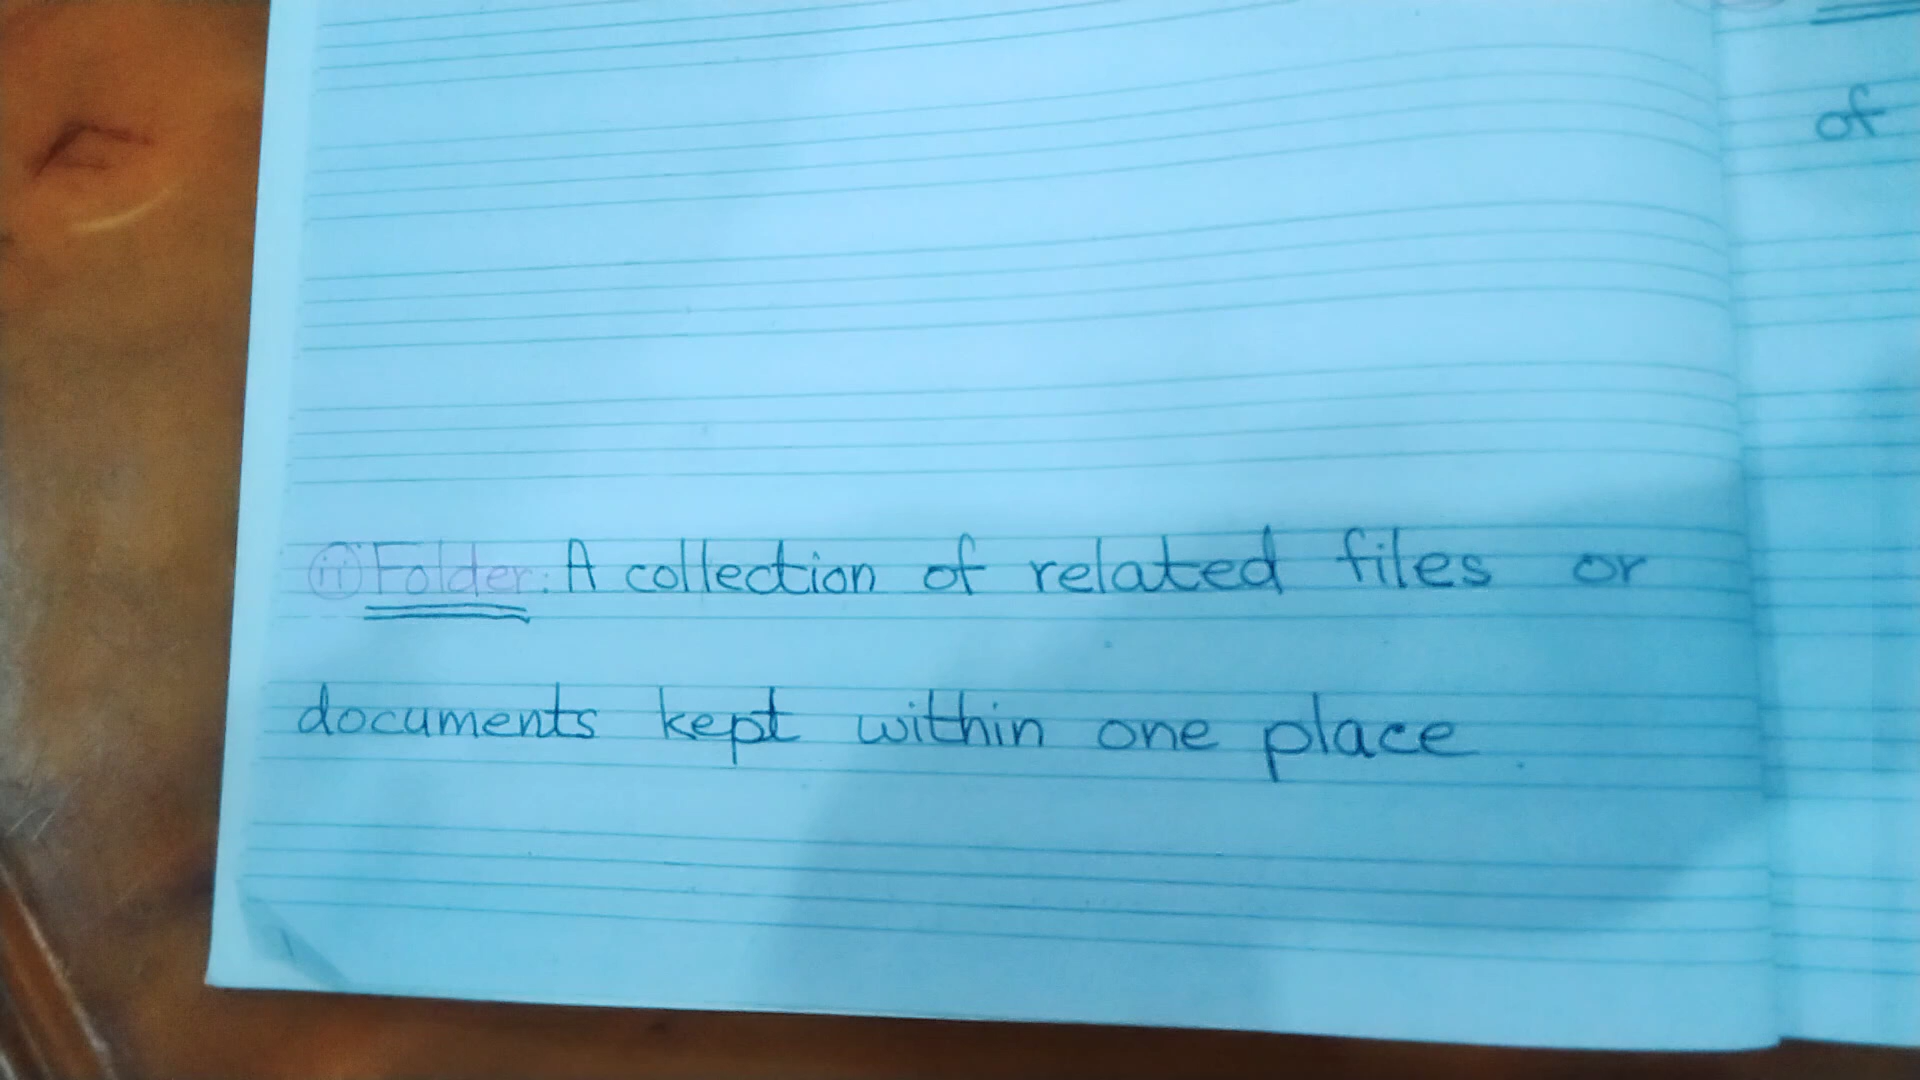 (ii) Folder: A collection of related files or
documents kept within one place.
of